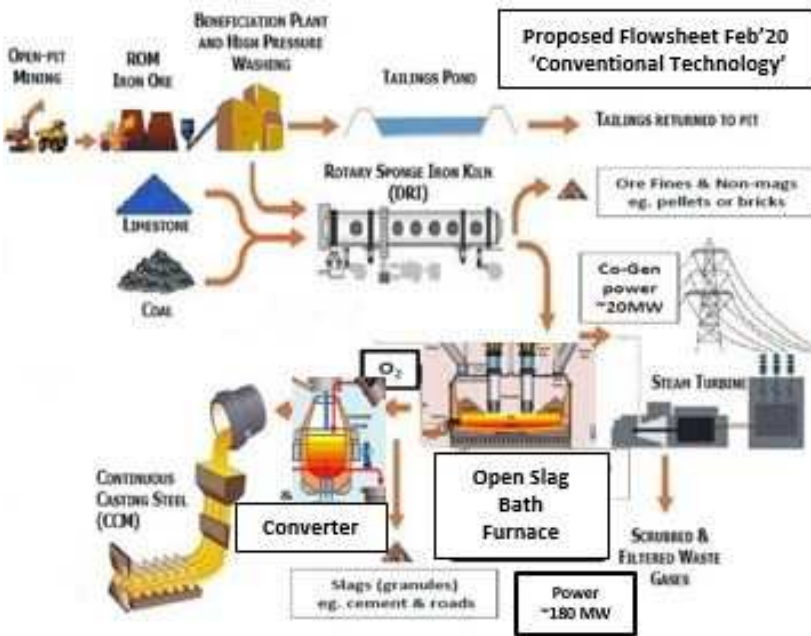 Proposed Flowsheet Feb'20
'Conventional Technology'
OPEN-PIT
MINING
ROM
IRON ORE
BENEFICIATION PLANT
AND HIGH PRESSURE
WASHING
TAILINGS POND
TAILINGS RETURNED TO PIT
LIMESTONE
COAL
ROTARY SPONGE IRON KILN
(DRI)
Ore Fines & Non-mags
eg. pellets or bricks
Co-Gen
power
~20MW
STEAM TURBINE
O2
CONTINUOUS
CASTING STEEL
(CCM)
&
Converter
Open Slag
Bath
Furnace
Slags (granules)
eg. cement & roads
Power
~180 MW
SCRUBBED &
FILTERED WASTE
GASES